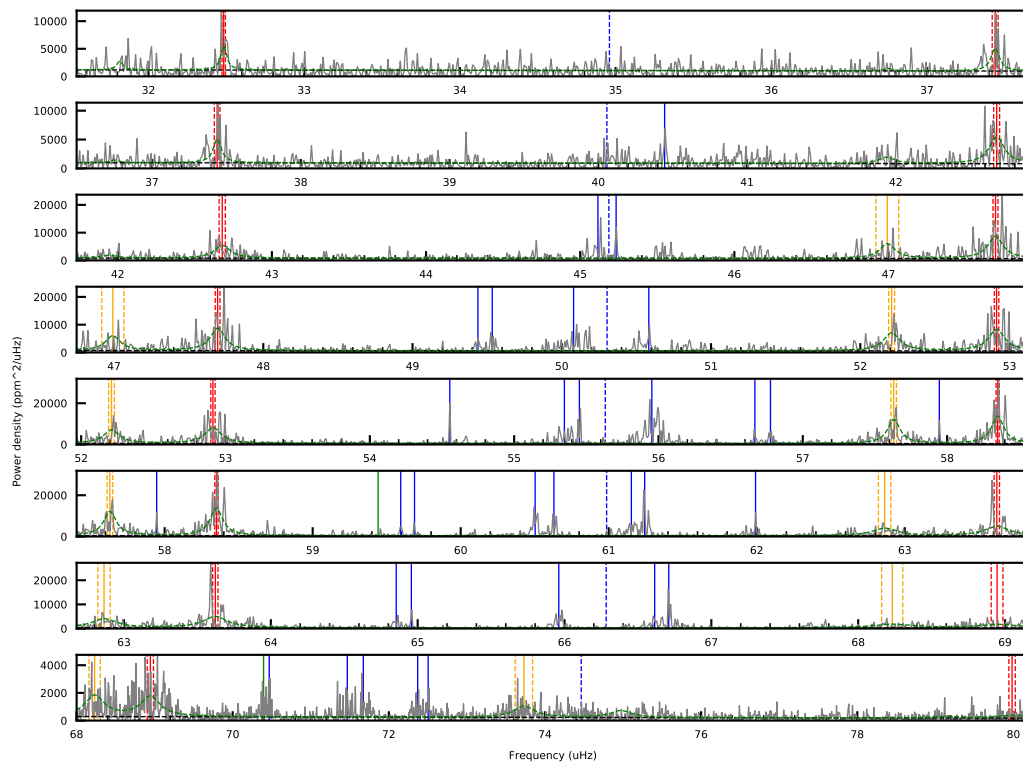 10000
5000
0
32 33 34 35 36 37
10000
5000
0
37 38 39 40 41 42
20000
10000
0
42 43 44 45 46 47
20000
10000
0
47 48 49 50 51 52 53
20000
0
52 53 54 55 56 57 58
20000
0
58 59 60 61 62 63
20000
10000
0
63 64 65 66 67 68 69
4000
2000
0
68 70 72 74 76 78 80
Power density (ppm^2/uHz)
Frequency (uHz)